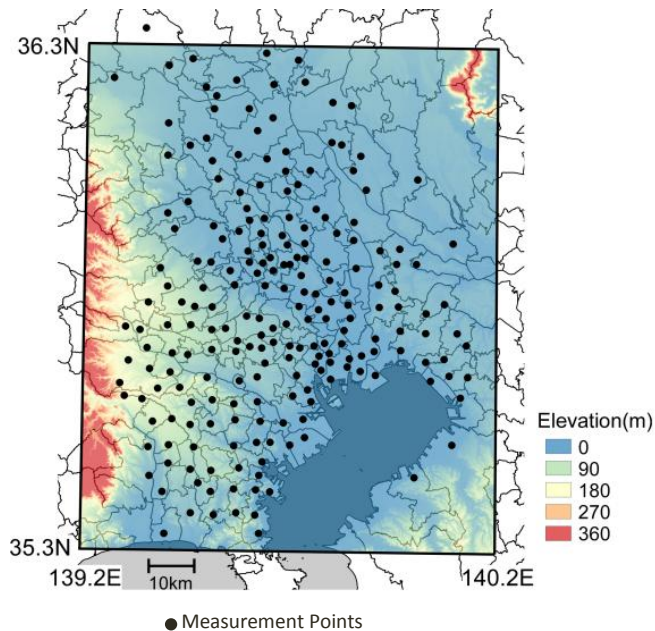 36.3N
35.3N
139.2E
140.2E
10km
Elevation(m)
0
90
180
270
360
Measurement Points